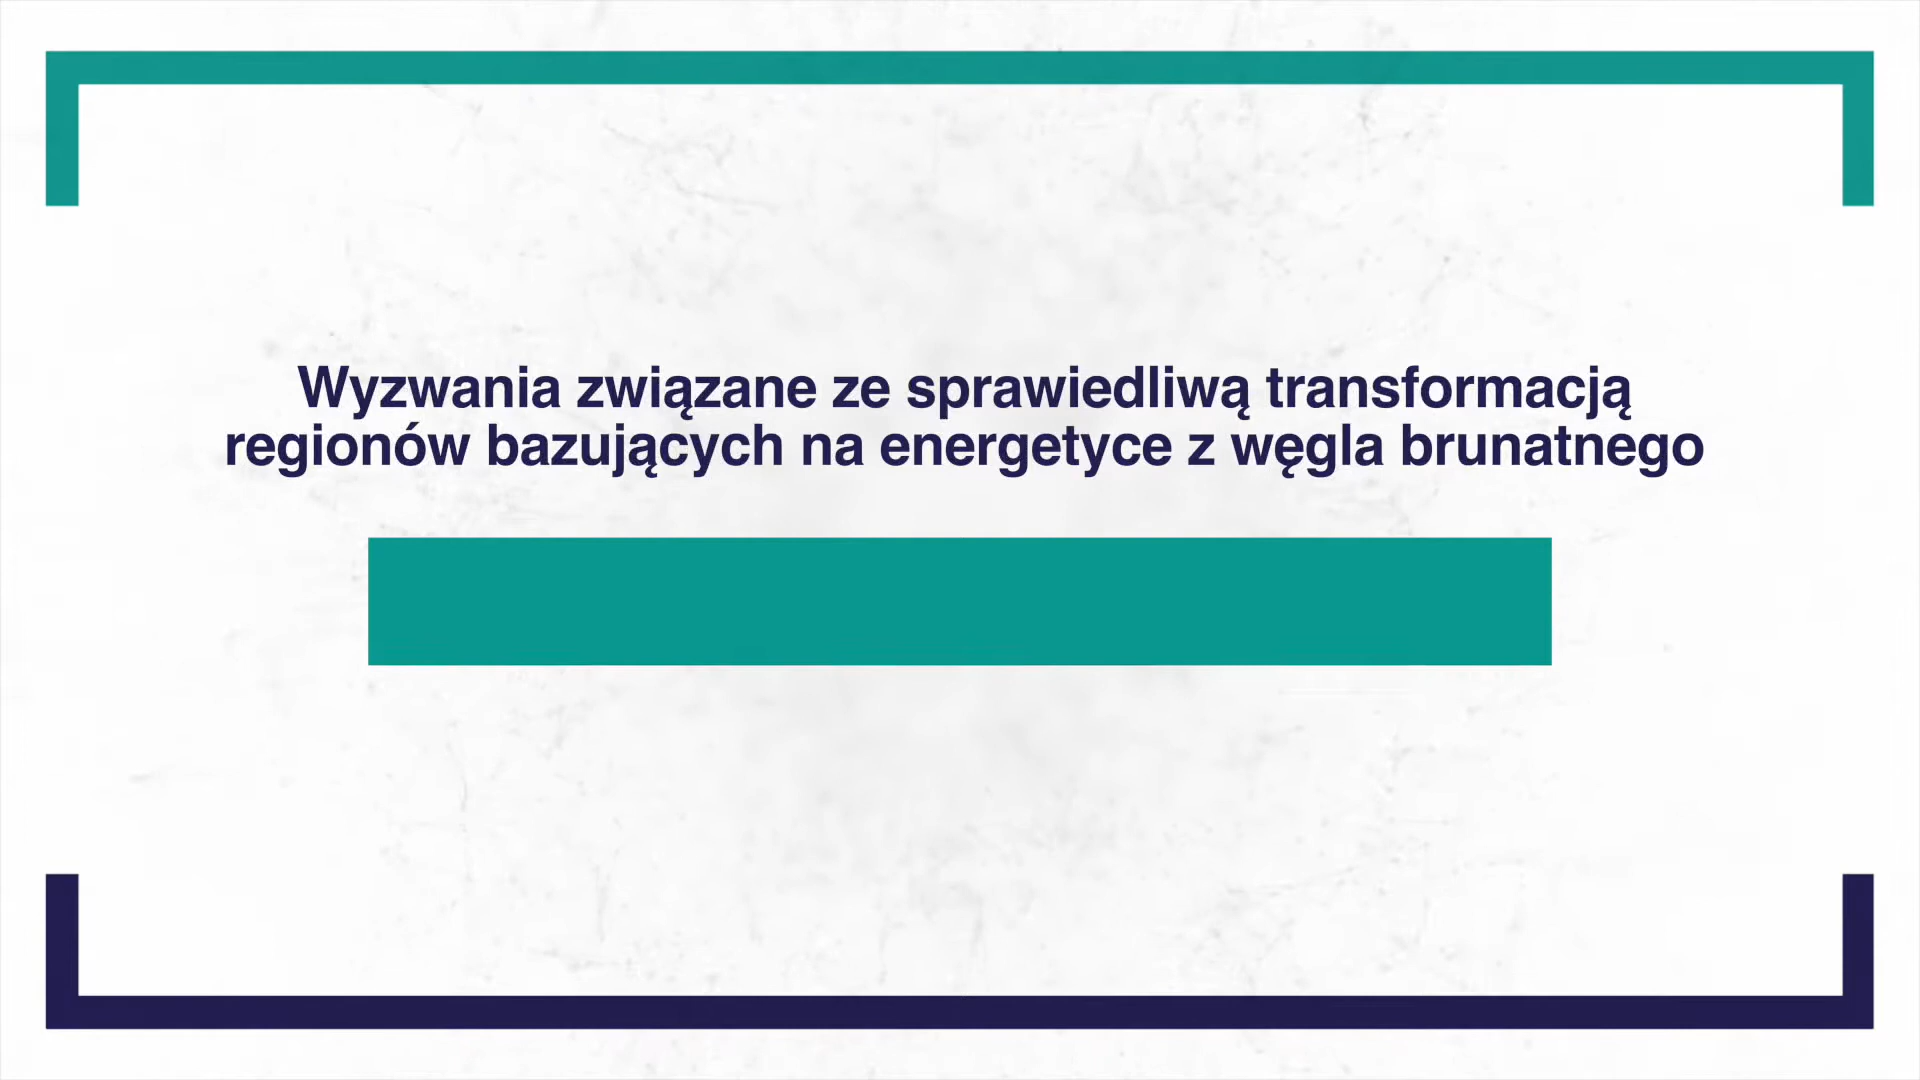 Wyzwania związane ze sprawiedliwą transformacją
regionów bazujących na energetyce z węgla brunatnego